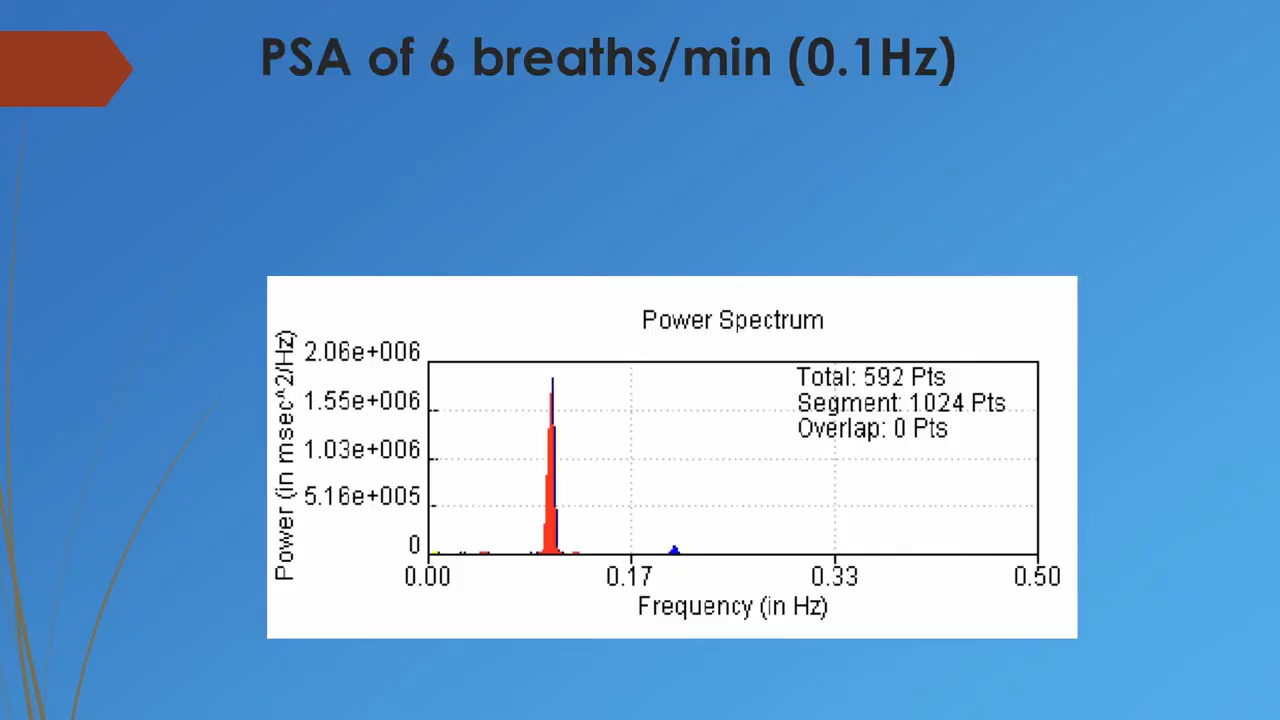 PSA of 6 breaths/min (0.1Hz)
Power Spectrum
Power (in msec^2/Hz)
2.06e+006
1.55e+006
1.03e+006
5.16e+005
0
Total: 592 Pts
Segment: 1024 Pts
Overlap: 0 Pts
0.00 0.17 0.33 0.50
Frequency (in Hz)